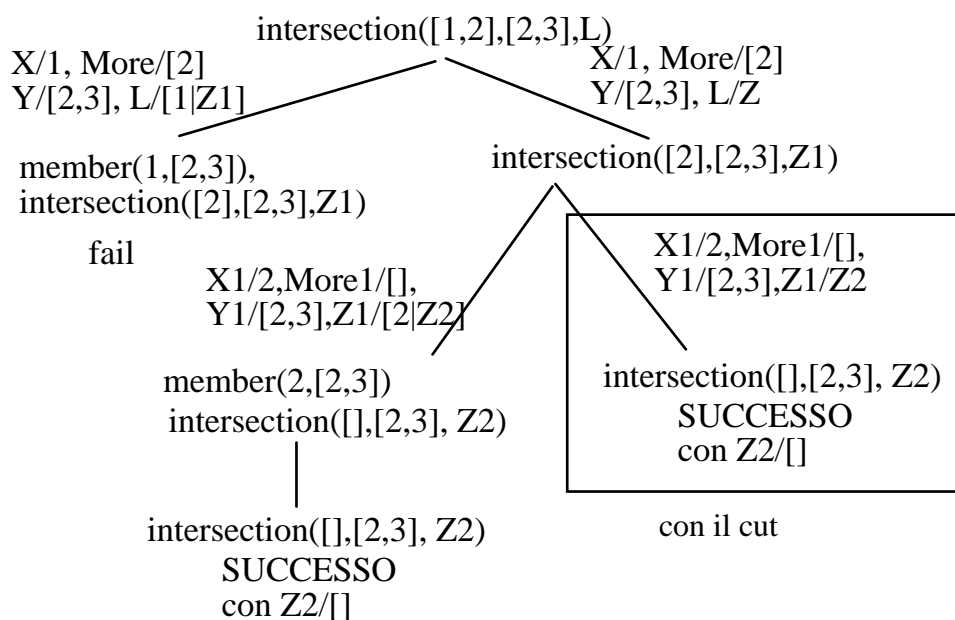 intersection([1,2],[2,3],L)
X/1, More/[2]
Y/[2,3], L/[1|Z1]
X/1, More/[2]
Y/[2,3], L/Z
member(1,[2,3]),
intersection([2],[2,3],Z1)
fail
intersection([2],[2,3],Z1)
X1/2,More1/[],
Y1/[2,3],Z1/[2|Z2]
X1/2,More1/[],
Y1/[2,3],Z1/Z2
member(2,[2,3])
intersection([],[2,3], Z2)
intersection([],[2,3], Z2)
SUCCESSO
con Z2/[]
con il cut
intersection([],[2,3], Z2)
SUCCESSO
con Z2/[]